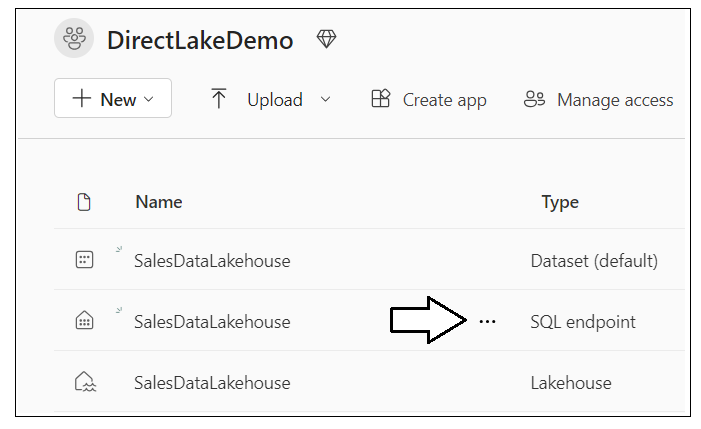 DirectLakeDemo
New Upload Create app Manage access
Name Type
SalesDataLakehouse Dataset (default)
SalesDataLakehouse ... SQL endpoint
SalesDataLakehouse Lakehouse